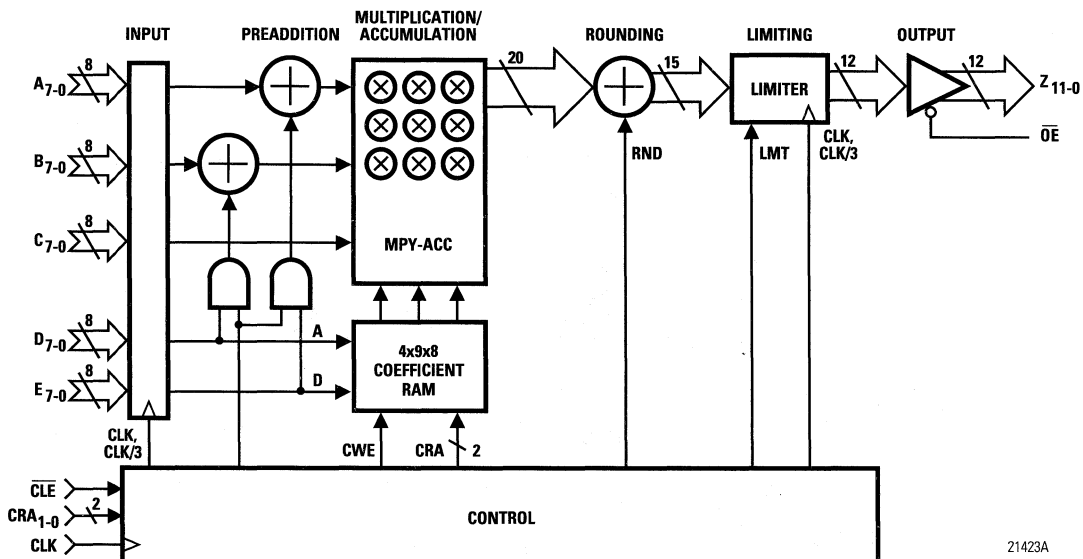 INPUT
PREADDITION
MULTIPLICATION/
ACCUMULATION
ROUNDING
LIMITING
OUTPUT
A7-0
8
B7-0
8
C7-0
8
D7-0
8
E7-0
8
MPY-ACC
20
15
LIMITER
12
12
Z11-0
OE
RND
LMT
CLK,
CLK/3
A
D
4x9x8
COEFFICIENT
RAM
CLK,
CLK/3
CWE
CRA
2
CLE
CRA1-0
2
CLK
CONTROL
21423A